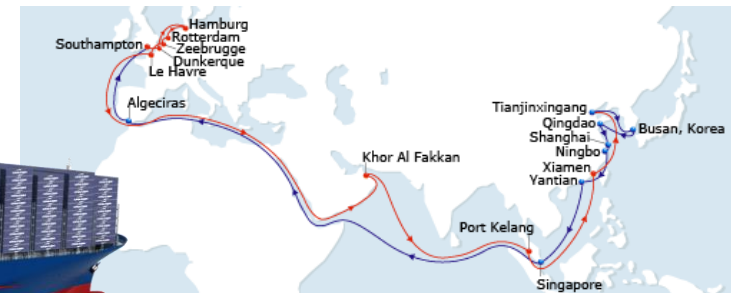 Hamburg
Rotterdam
Southampton
Zeebrugge
Dunkerque
Le Havre
Algeciras
Tianjinxingang
Qingdao
Busan, Korea
Shanghai
Ningbo
Khor Al Fakkan
Xiamen
Yantian
Port Kelang
Singapore